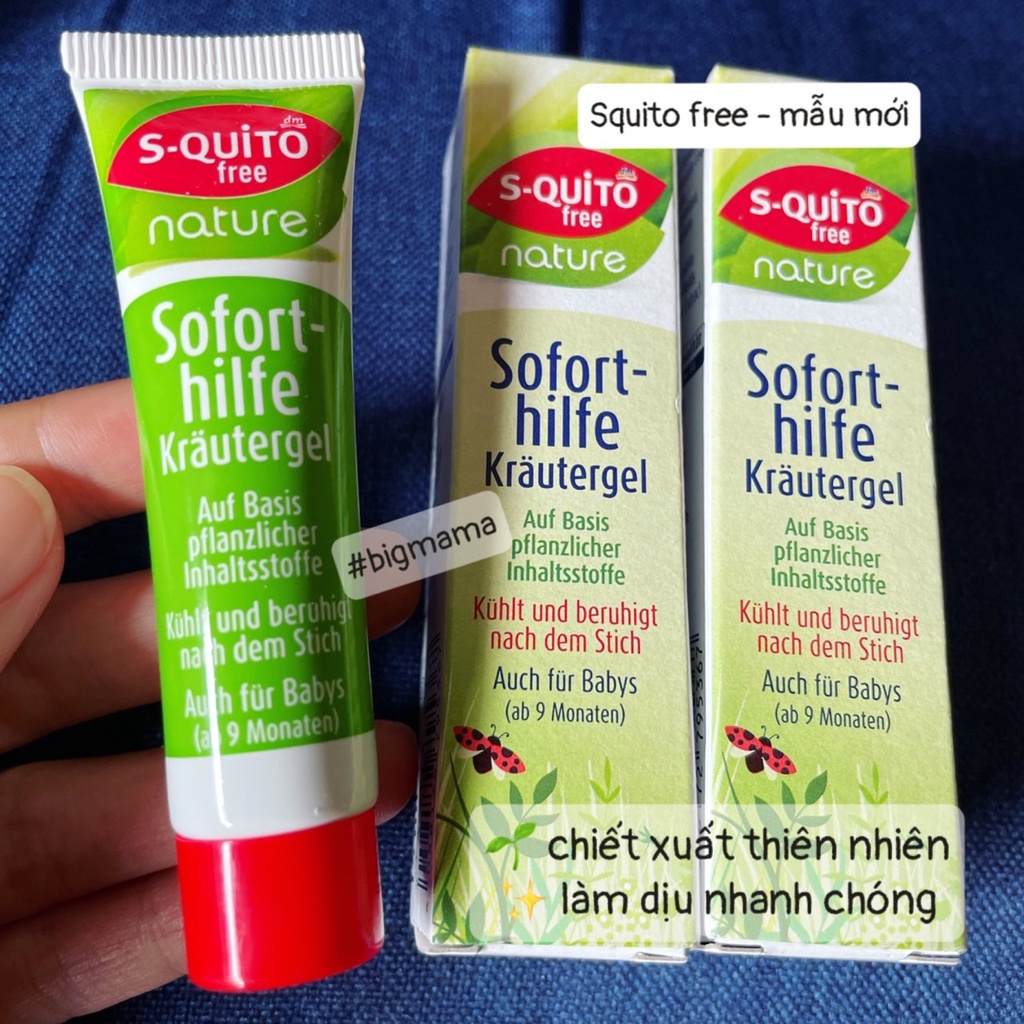 Squito free - mẫu mới
dm
S-QUiTO
free
nature
Sofort-
hilfe
Kräutergel
Auf Basis
pflanzlicher
Inhaltsstoffe
Kühlt und beruhigt
nach dem Stich
Auch für Babys
(ab 9 Monaten)
#bigmama
dm
S-QUiTO
free
nature
Sofort-
hilfe
Kräutergel
Auf Basis
pflanzlicher
Inhaltsstoffe
Kühlt und beruhigt
nach dem Stich
Auch für Babys
(ab 9 Monaten)
dm
S-QUiTO
free
nature
Sofort-
hilfe
Kräutergel
Auf Basis
pflanzlicher
Inhaltsstoffe
Kühlt und beruhigt
nach dem Stich
Auch für Babys
(ab 9 Monaten)
chiết xuất thiên nhiên
làm dịu nhanh chóng